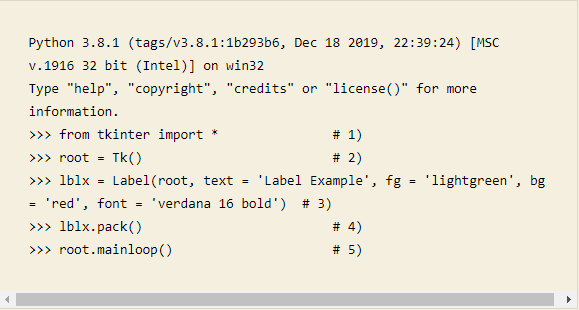 Python 3.8.1 (tags/v3.8.1:1b293b6, Dec 18 2019, 22:39:24) [MSC
v.1916 32 bit (Intel)] on win32
Type "help", "copyright", "credits" or "license()" for more
information.
>>> from tkinter import *               # 1)
>>> root = Tk()                         # 2)
>>> lblx = Label(root, text = 'Label Example', fg = 'lightgreen', bg
= 'red', font = 'verdana 16 bold')  # 3)
>>> lblx.pack()                         # 4)
>>> root.mainloop()                     # 5)